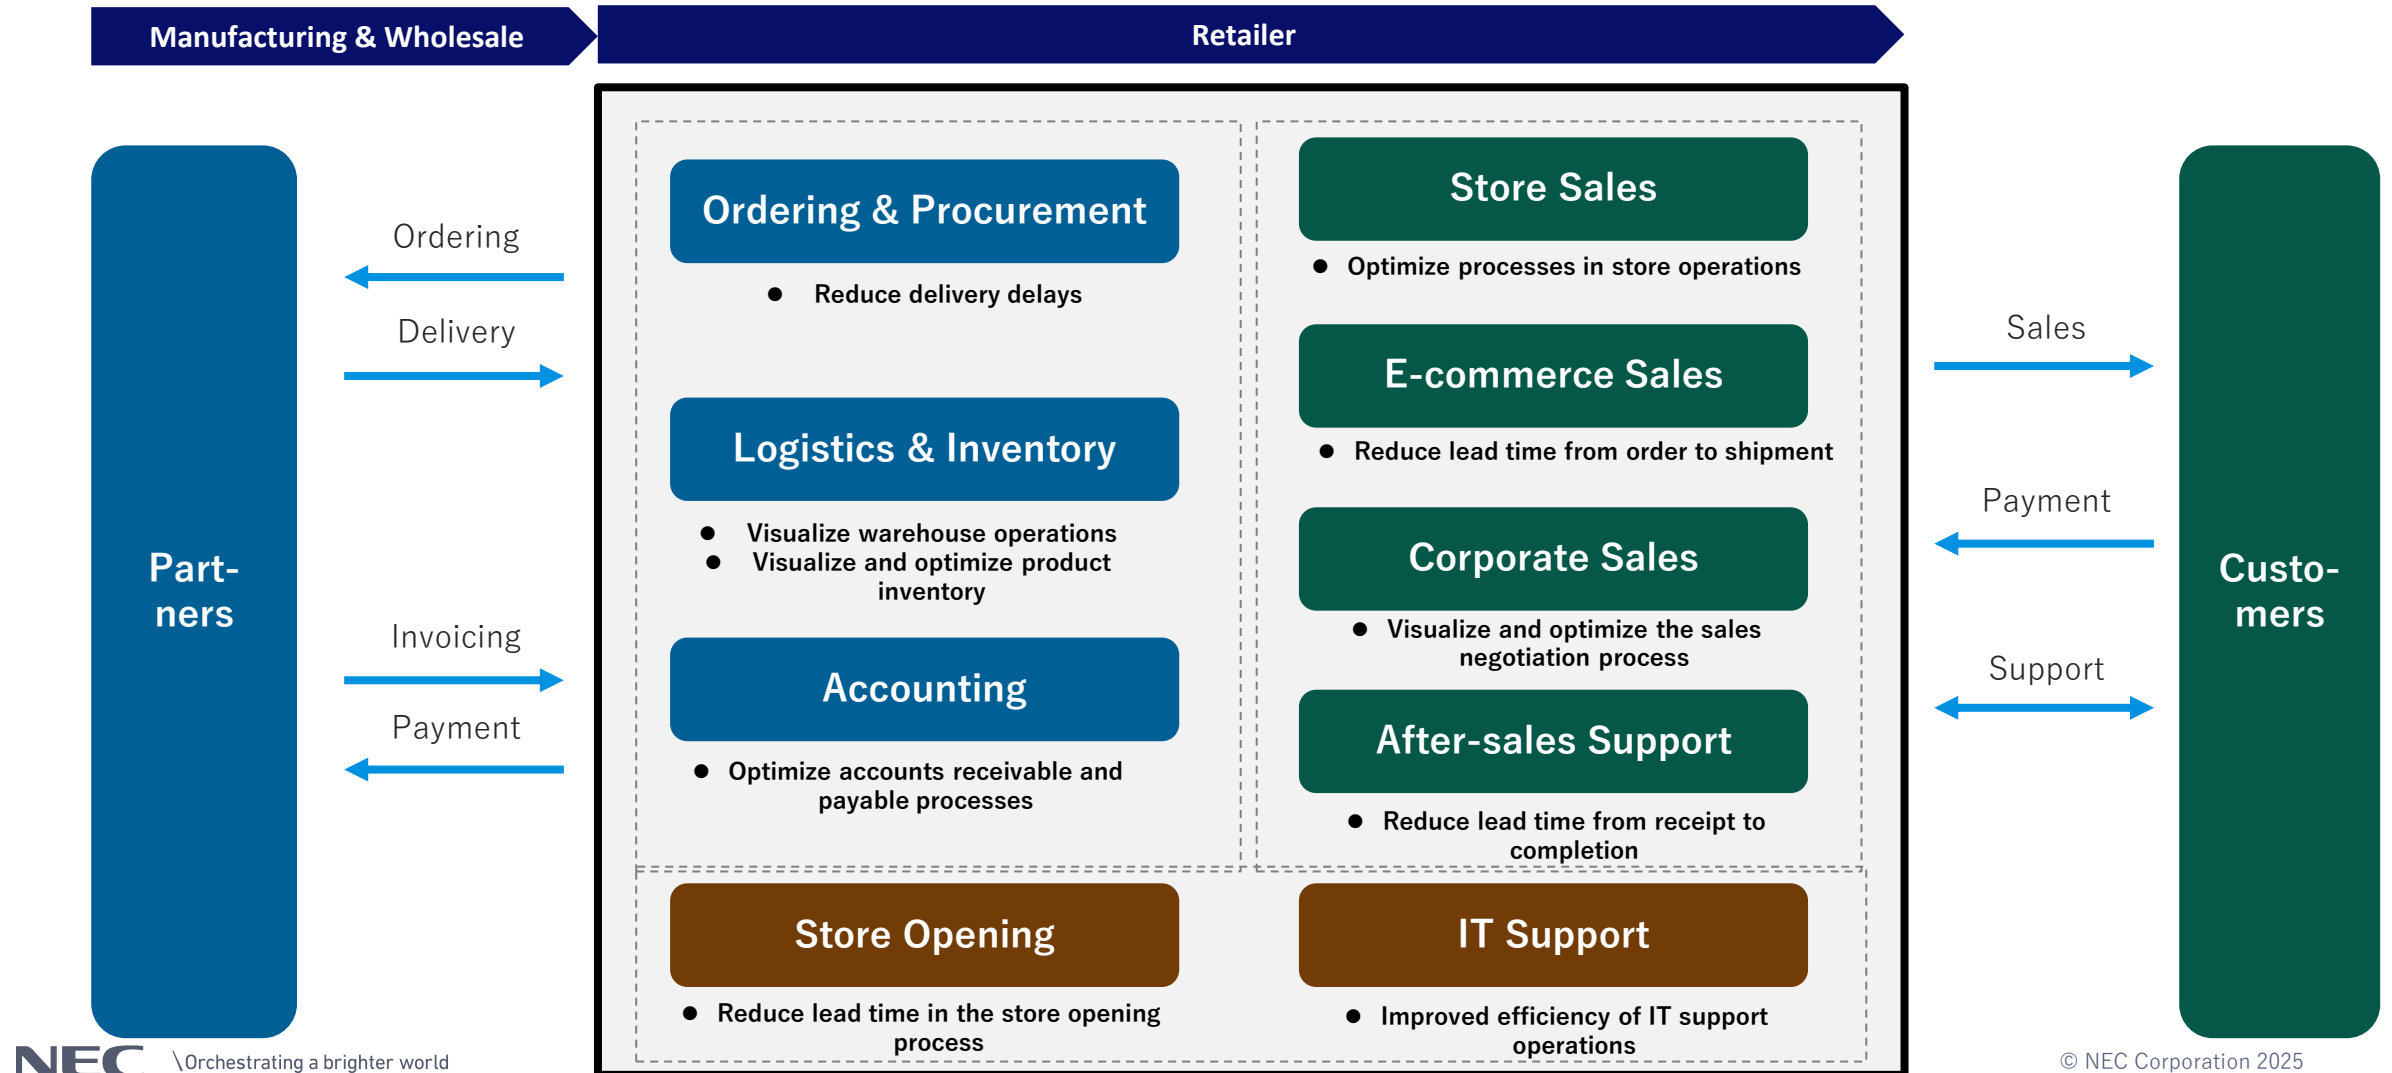 Manufacturing & Wholesale
Retailer
Part-
ners
Ordering
Delivery
Invoicing
Payment
Ordering & Procurement
● Reduce delivery delays
Logistics & Inventory
● Visualize warehouse operations
● Visualize and optimize product
inventory
Accounting
● Optimize accounts receivable and
payable processes
Store Sales
● Optimize processes in store operations
E-commerce Sales
● Reduce lead time from order to shipment
Corporate Sales
● Visualize and optimize the sales
negotiation process
After-sales Support
● Reduce lead time from receipt to
completion
Store Opening
● Reduce lead time in the store opening
process
IT Support
● Improved efficiency of IT support
operations
Sales
Payment
Support
Custo-
mers
NEC \Orchestrating a brighter world
© NEC Corporation 2025